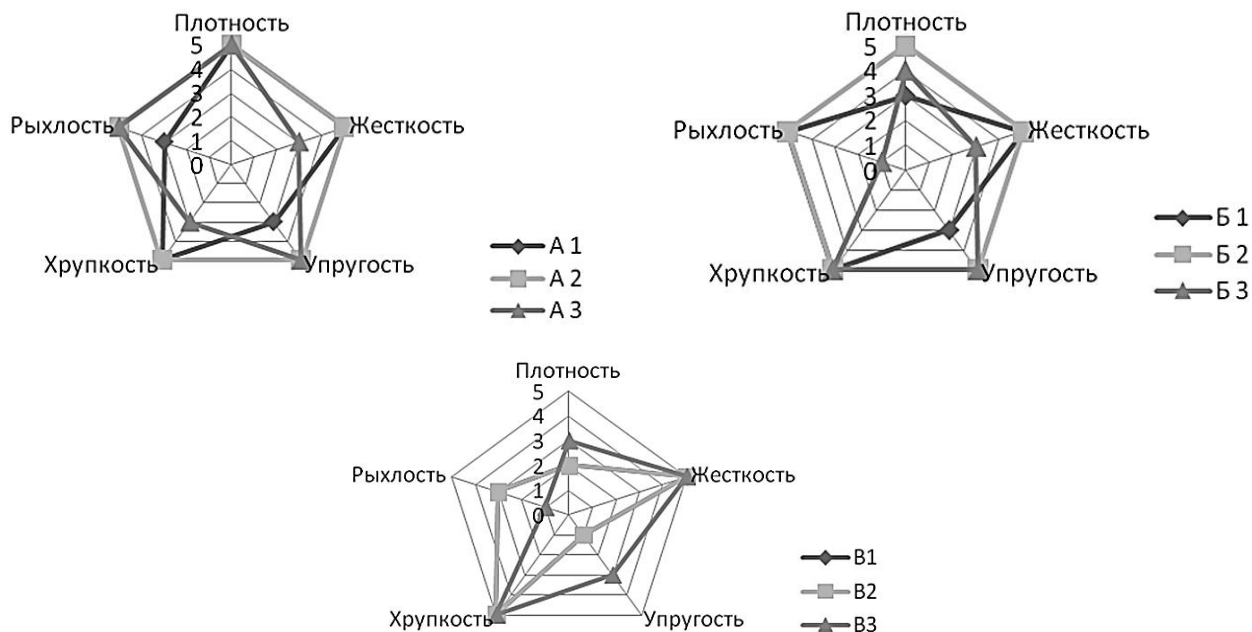 Плотность
5
4
3
2
1
0
Рыхлость
Жесткость
Хрупкость
Упругость
А 1
А 2
А 3
Плотность
5
4
3
2
1
0
Рыхлость
Жесткость
Хрупкость
Упругость
Б 1
Б 2
Б 3
Плотность
5
4
3
2
1
0
Рыхлость
Жесткость
Хрупкость
Упругость
В1
В2
В3